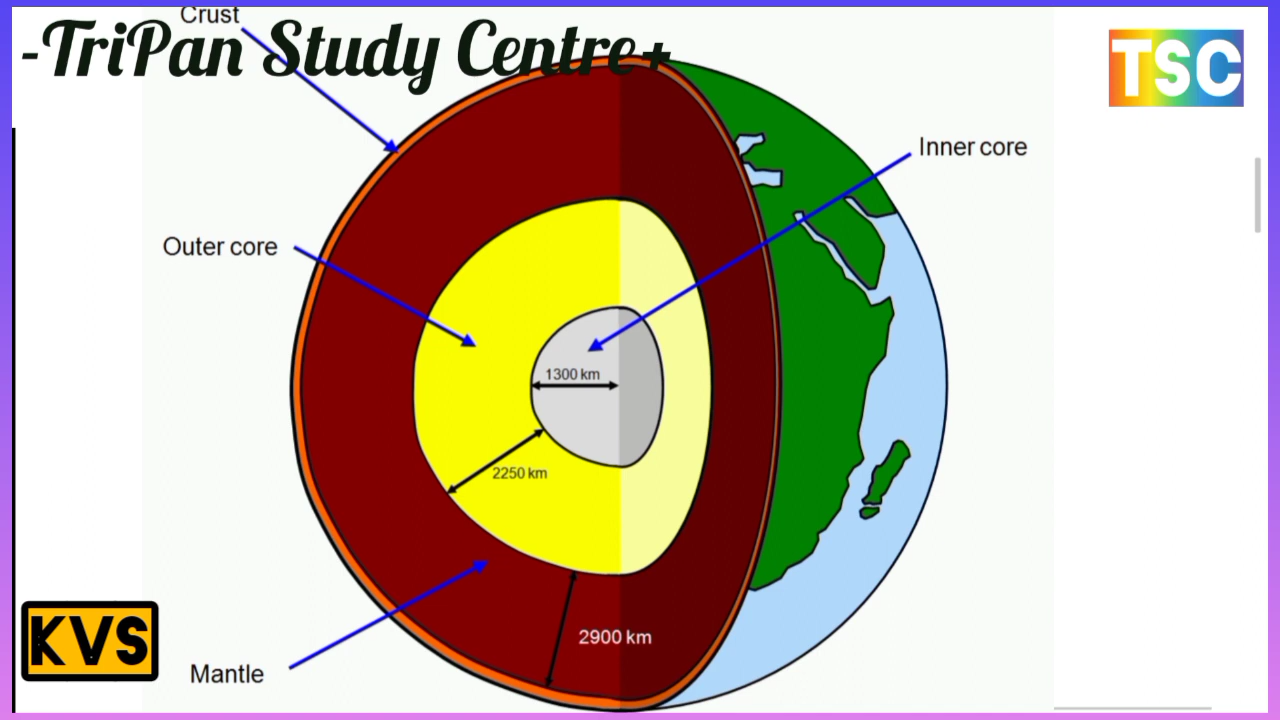 Crust
-TriPan Study Centre+
TSC
Inner core
Outer core
1300 km
2250 km
2900 km
KVS
Mantle